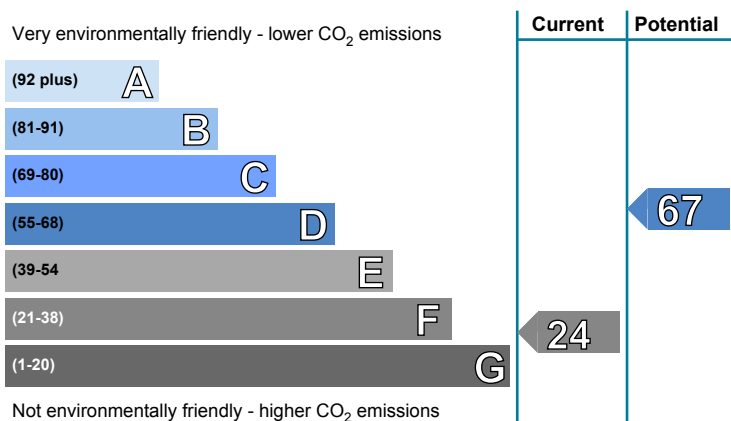 Current Potential
Very environmentally friendly - lower CO2 emissions
(92 plus) A
(81-91) B
(69-80) C
(55-68) D
67
(39-54 E
(21-38) F
24
(1-20) G
Not environmentally friendly - higher CO2 emissions